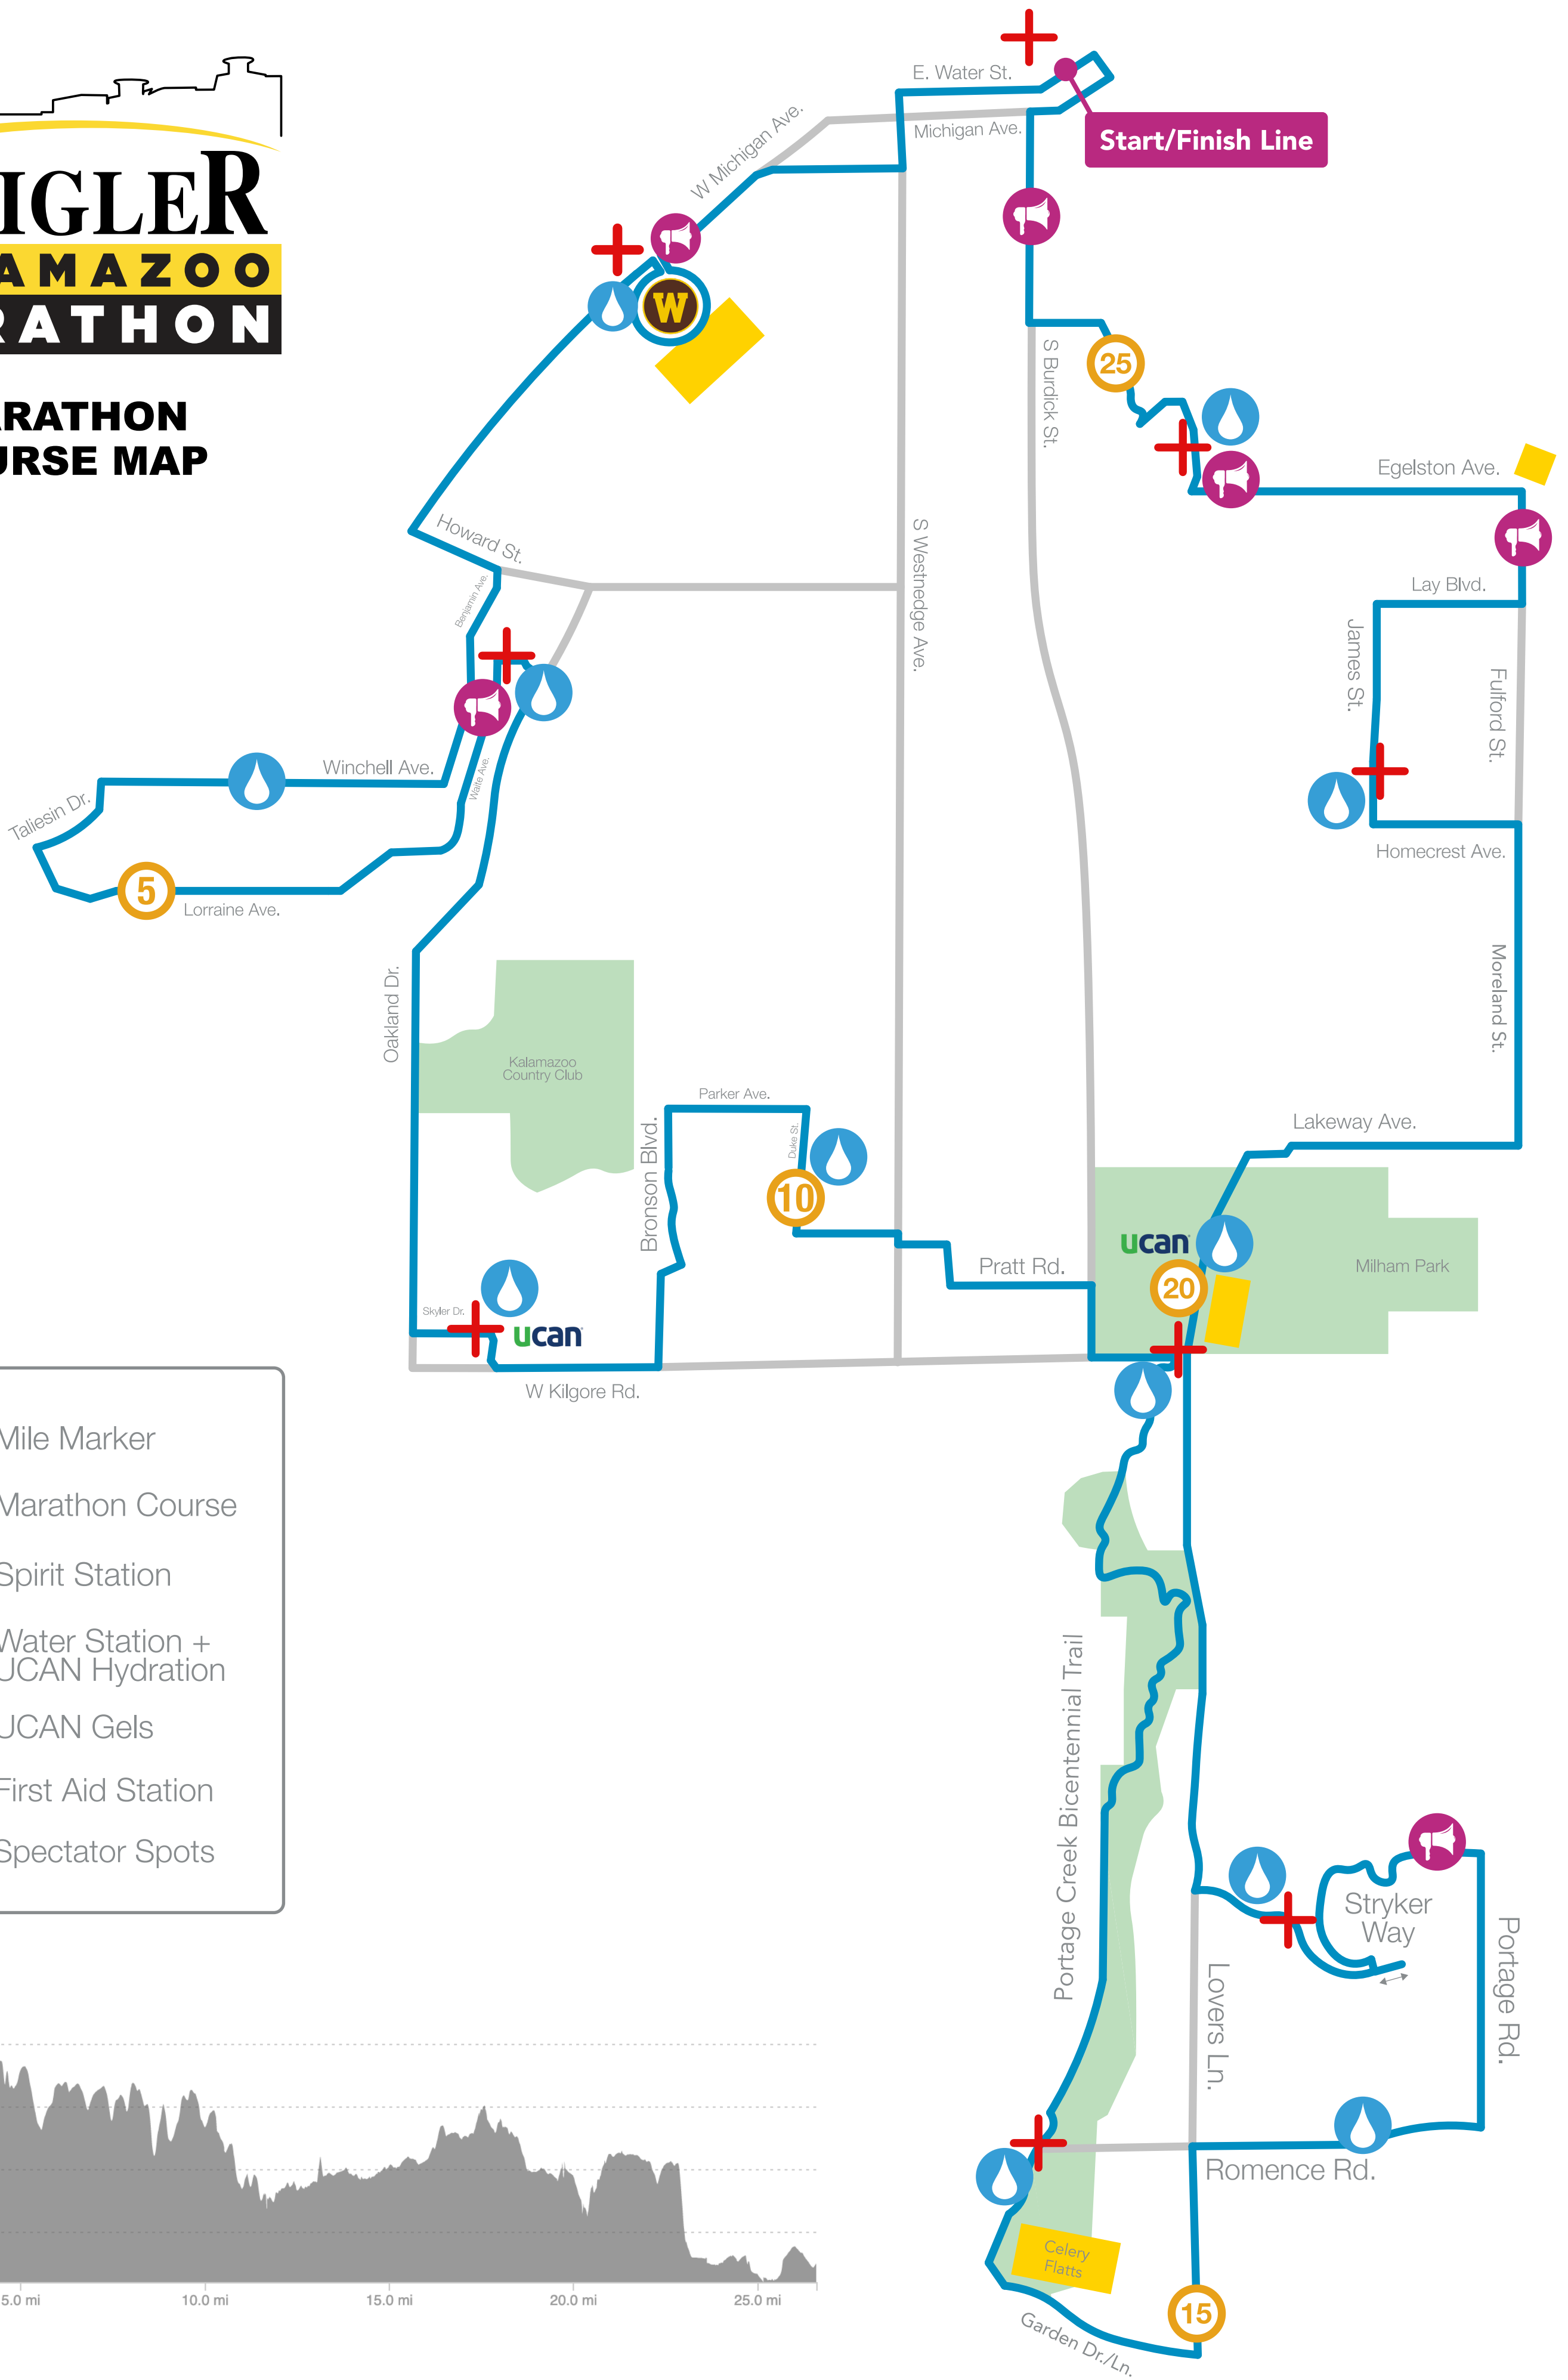 IGLER
AMAZOO
RATHON
ARATHON
URSE MAP
E. Water St.
Michigan Ave.
Start/Finish Line
W Michigan Ave.
W
S Burdick St.
25
Egelston Ave.
Howard St.
S Westnedge Ave.
Benjamin Ave.
Lay Blvd.
James St.
Fulford St.
Winchell Ave.
Waite Ave.
Taliesin Dr.
Homecrest Ave.
5
Lorraine Ave.
Oakland Dr.
Moreland St.
Kalamazoo
Country Club
Parker Ave.
Bronson Blvd.
Duke St.
Lakeway Ave.
10
ucan
Pratt Rd.
Milham Park
20
Skyler Dr.
ucan
W Kilgore Rd.
Mile Marker
Marathon Course
Spirit Station
Water Station +
UCAN Hydration
UCAN Gels
First Aid Station
Spectator Spots
Portage Creek Bicentennial Trail
Stryker
Way
Lovers Ln.
Portage Rd.
Romence Rd.
Celery
Flatts
15
Garden Dr./Ln.
5.0 mi
10.0 mi
15.0 mi
20.0 mi
25.0 mi